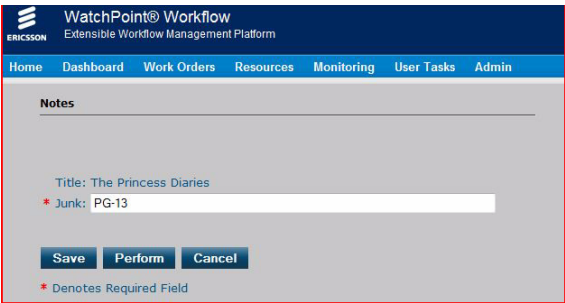 WatchPoint® Workflow
ERICSSON
Extensible Workflow Management Platform
Home Dashboard Work Orders Resources Monitoring User Tasks Admin
Notes
Title: The Princess Diaries
* Junk: PG-13
Save Perform Cancel
* Denotes Required Field